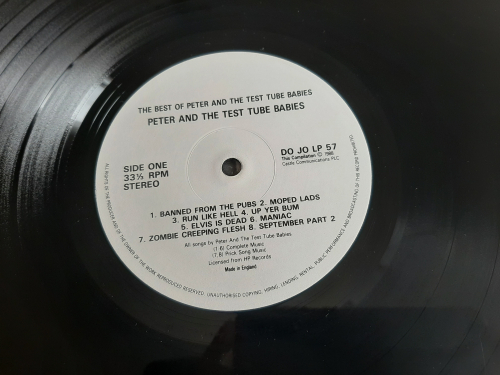 THE BEST OF PETER AND THE TEST TUBE BABIES
PETER AND THE TEST TUBE BABIES
SIDE ONE
33⅓ RPM
STEREO
DO JO LP 57
This Compilation ℗ 1988
Castle Communications PLC
1. BANNED FROM THE PUBS 2. MOPED LADS
3. RUN LIKE HELL 4. UP YER BUM
5. ELVIS IS DEAD 6. MANIAC
7. ZOMBIE CREEPING FLESH 8. SEPTEMBER PART 2
All songs by Peter And The Test Tube Babies
(1-6) Complete Music
(7,8) Prick Song Music
Licensed from HP Records
Made in England
ALL RIGHTS OF THE PRODUCER AND OF THE OWNER OF THE WORK REPRODUCED RESERVED. UNAUTHORISED COPYING, HIRING, LENDING, RENTAL, PUBLIC PERFORMANCE AND BROADCASTING OF THIS RECORD PROHIBITED